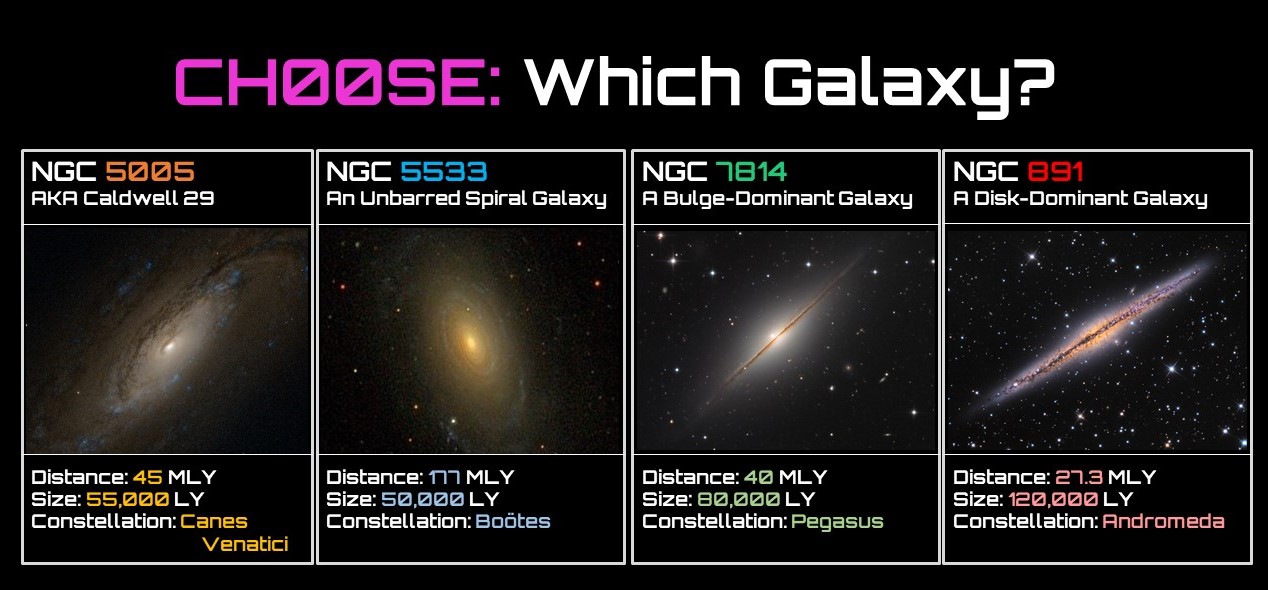 CHOOSE: Which Galaxy?
NGC 5005
AKA Caldwell 29
Distance: 45 MLY
Size: 55,000 LY
Constellation: Canes
Venatici
NGC 5533
An Unbarred Spiral Galaxy
Distance: 177 MLY
Size: 50,000 LY
Constellation: Boötes
NGC 7814
A Bulge-Dominant Galaxy
Distance: 40 MLY
Size: 80,000 LY
Constellation: Pegasus
NGC 891
A Disk-Dominant Galaxy
Distance: 27.3 MLY
Size: 120,000 LY
Constellation: Andromeda